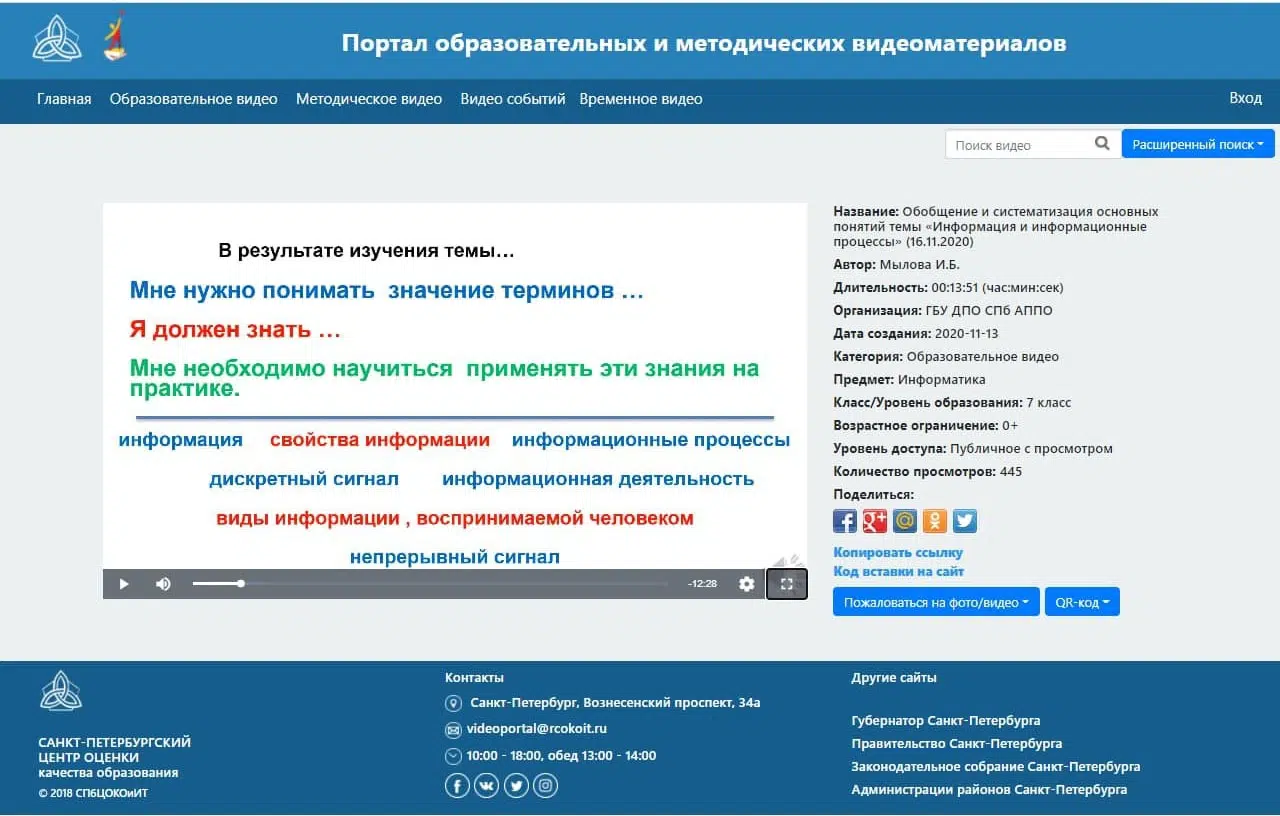 Портал образовательных и методических видеоматериалов
Главная Образовательное видео Методическое видео Видео событий Временное видео Вход
Поиск видео Расширенный поиск
В результате изучения темы…
Мне нужно понимать значение терминов …
Я должен знать …
Мне необходимо научиться применять эти знания на
практике.
информация свойства информации информационные процессы
дискретный сигнал информационная деятельность
виды информации , воспринимаемой человеком
непрерывный сигнал
-12:28
Название: Обобщение и систематизация основных
понятий темы «Информация и информационные
процессы» (16.11.2020)
Автор: Мылова И.Б.
Длительность: 00:13:51 (час:мин:сек)
Организация: ГБУ ДПО СПб АППО
Дата создания: 2020-11-13
Категория: Образовательное видео
Предмет: Информатика
Класс/Уровень образования: 7 класс
Возрастное ограничение: 0+
Уровень доступа: Публичное с просмотром
Количество просмотров: 445
Поделиться:
Копировать ссылку
Код вставки на сайт
Пожаловаться на фото/видео QR-код
САНКТ-ПЕТЕРБУРГСКИЙ
ЦЕНТР ОЦЕНКИ
качества образования
© 2018 СПбЦОКОиИТ
Контакты
Санкт-Петербург, Вознесенский проспект, 34а
videoportal@rcokoit.ru
10:00 - 18:00, обед 13:00 - 14:00
Другие сайты
Губернатор Санкт-Петербурга
Правительство Санкт-Петербурга
Законодательное собрание Санкт-Петербурга
Администрации районов Санкт-Петербурга